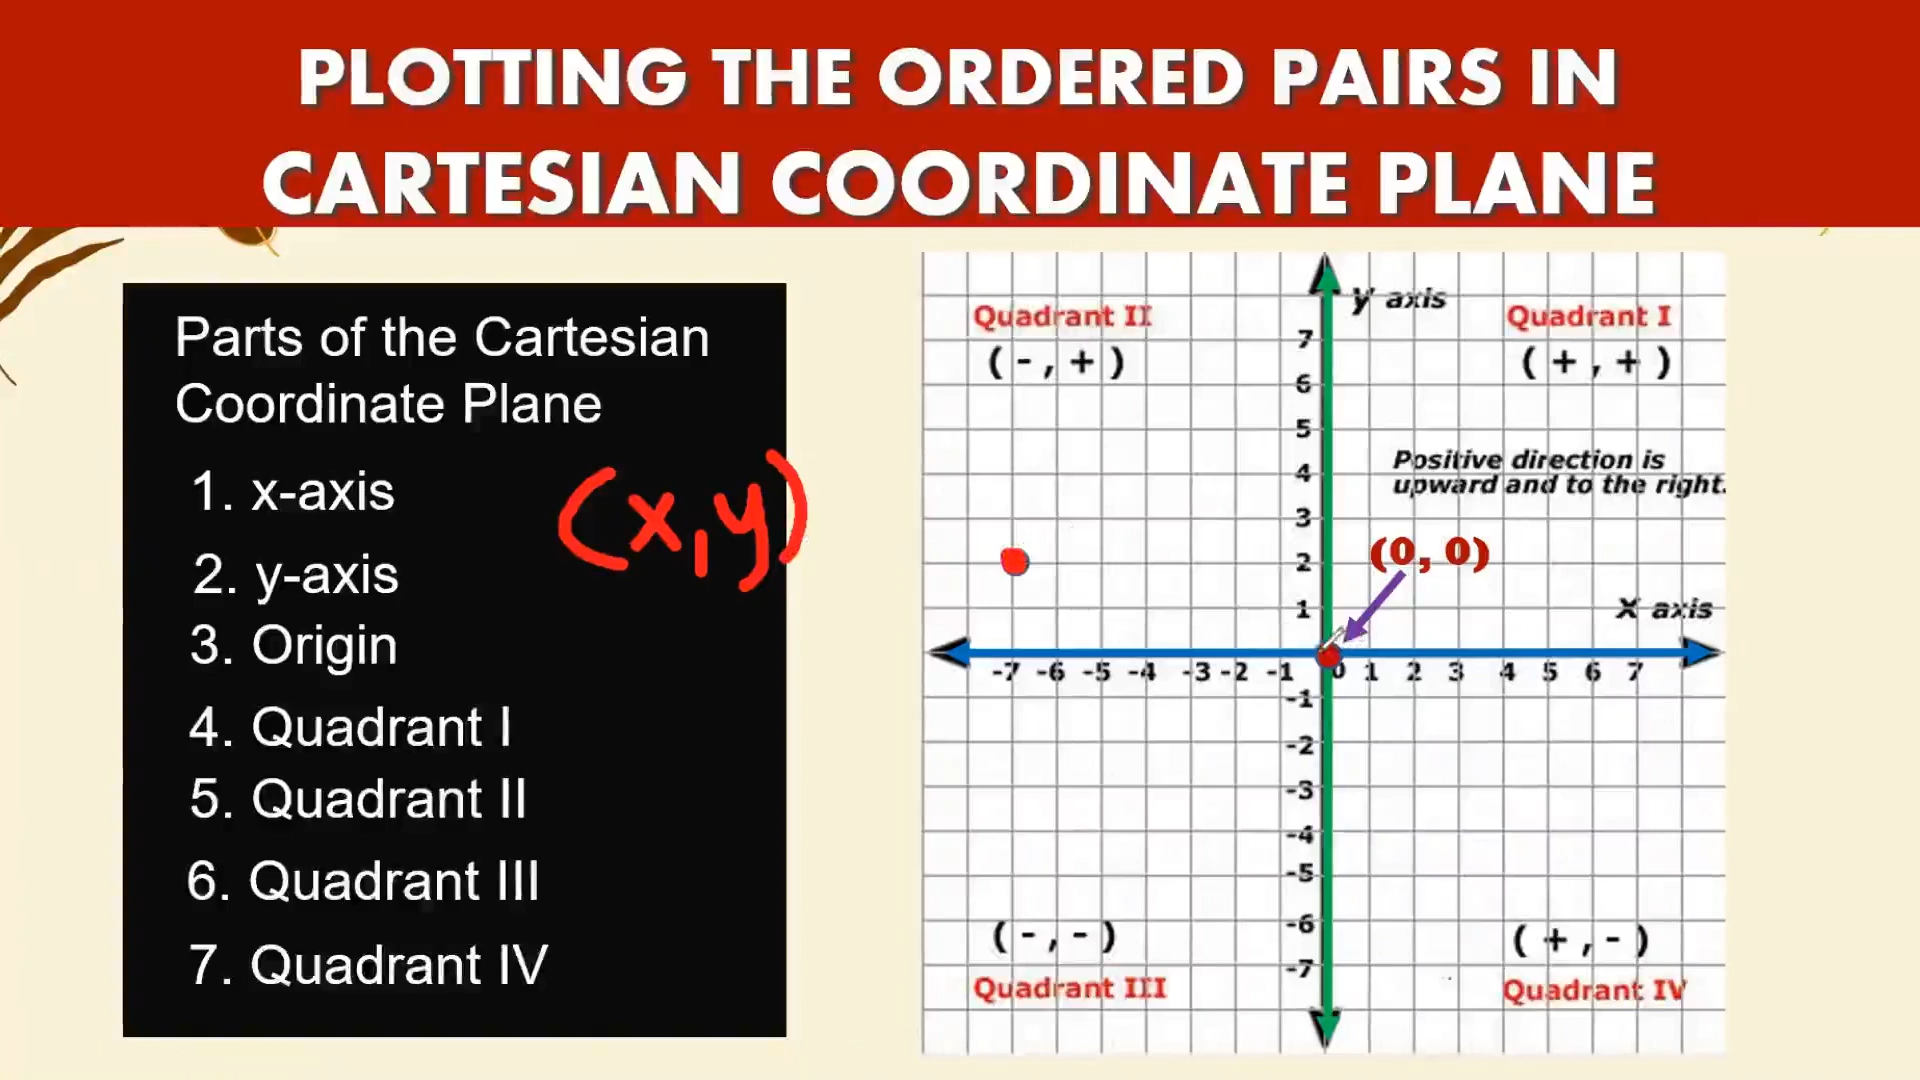 PLOTTING THE ORDERED PAIRS IN
CARTESIAN COORDINATE PLANE
Parts of the Cartesian
Coordinate Plane
1. x-axis
2. y-axis
3. Origin
4. Quadrant I
5. Quadrant II
6. Quadrant III
7. Quadrant IV
(x,y)
y axis
Quadrant II
(-,+)
Quadrant I
(+,+)
7
6
5
4
3
2
1
Positive direction is
upward and to the right.
(0, 0)
X axis
-7 -6 -5 -4 -3 -2 -1 0 1 2 3 4 5 6 7
-1
-2
-3
-4
-5
-6
-7
(-,-)
Quadrant III
(+,-)
Quadrant IV